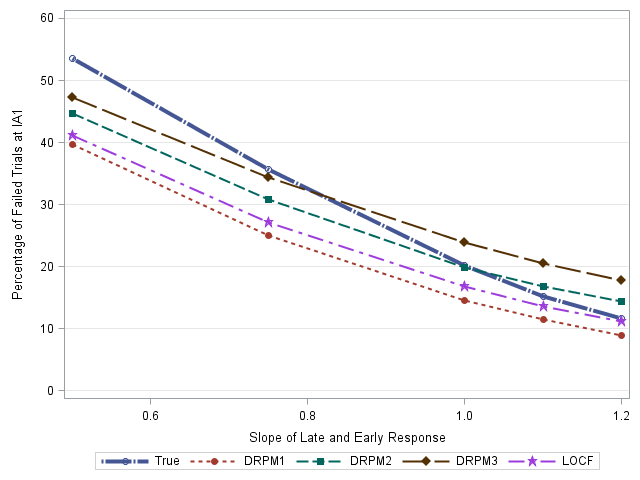 60
50
40
30
20
10
0
Percentage of Failed Trials at IA1
0.6 0.8 1.0 1.2
Slope of Late and Early Response
True DRPM1 DRPM2 DRPM3 LOCF